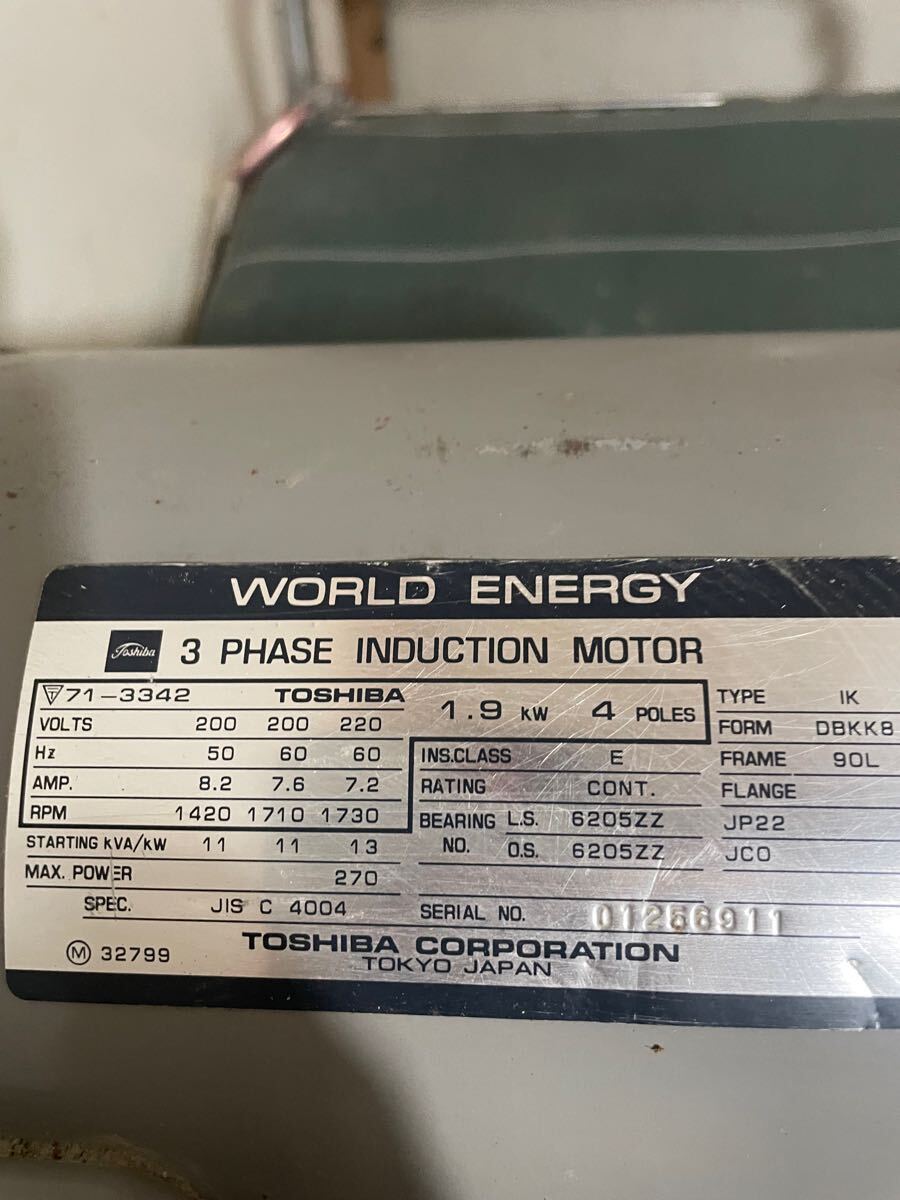 WORLD ENERGY
Toshiba 3 PHASE INDUCTION MOTOR
71-3342 TOSHIBA 1.9 kW 4 POLES
VOLTS 200 200 220
Hz 50 60 60
AMP. 8.2 7.6 7.2
RPM 1420 1710 1730
STARTING kVA/kW 11 11 13
MAX. POWER 270
SPEC. JIS C 4004
INS.CLASS E
RATING CONT.
BEARING L.S. 6205ZZ
NO. O.S. 6205ZZ
SERIAL NO. 01256911
TYPE IK
FORM DBKK8
FRAME 90L
FLANGE
JP22
JC0
M 32799
TOSHIBA CORPORATION
TOKYO JAPAN